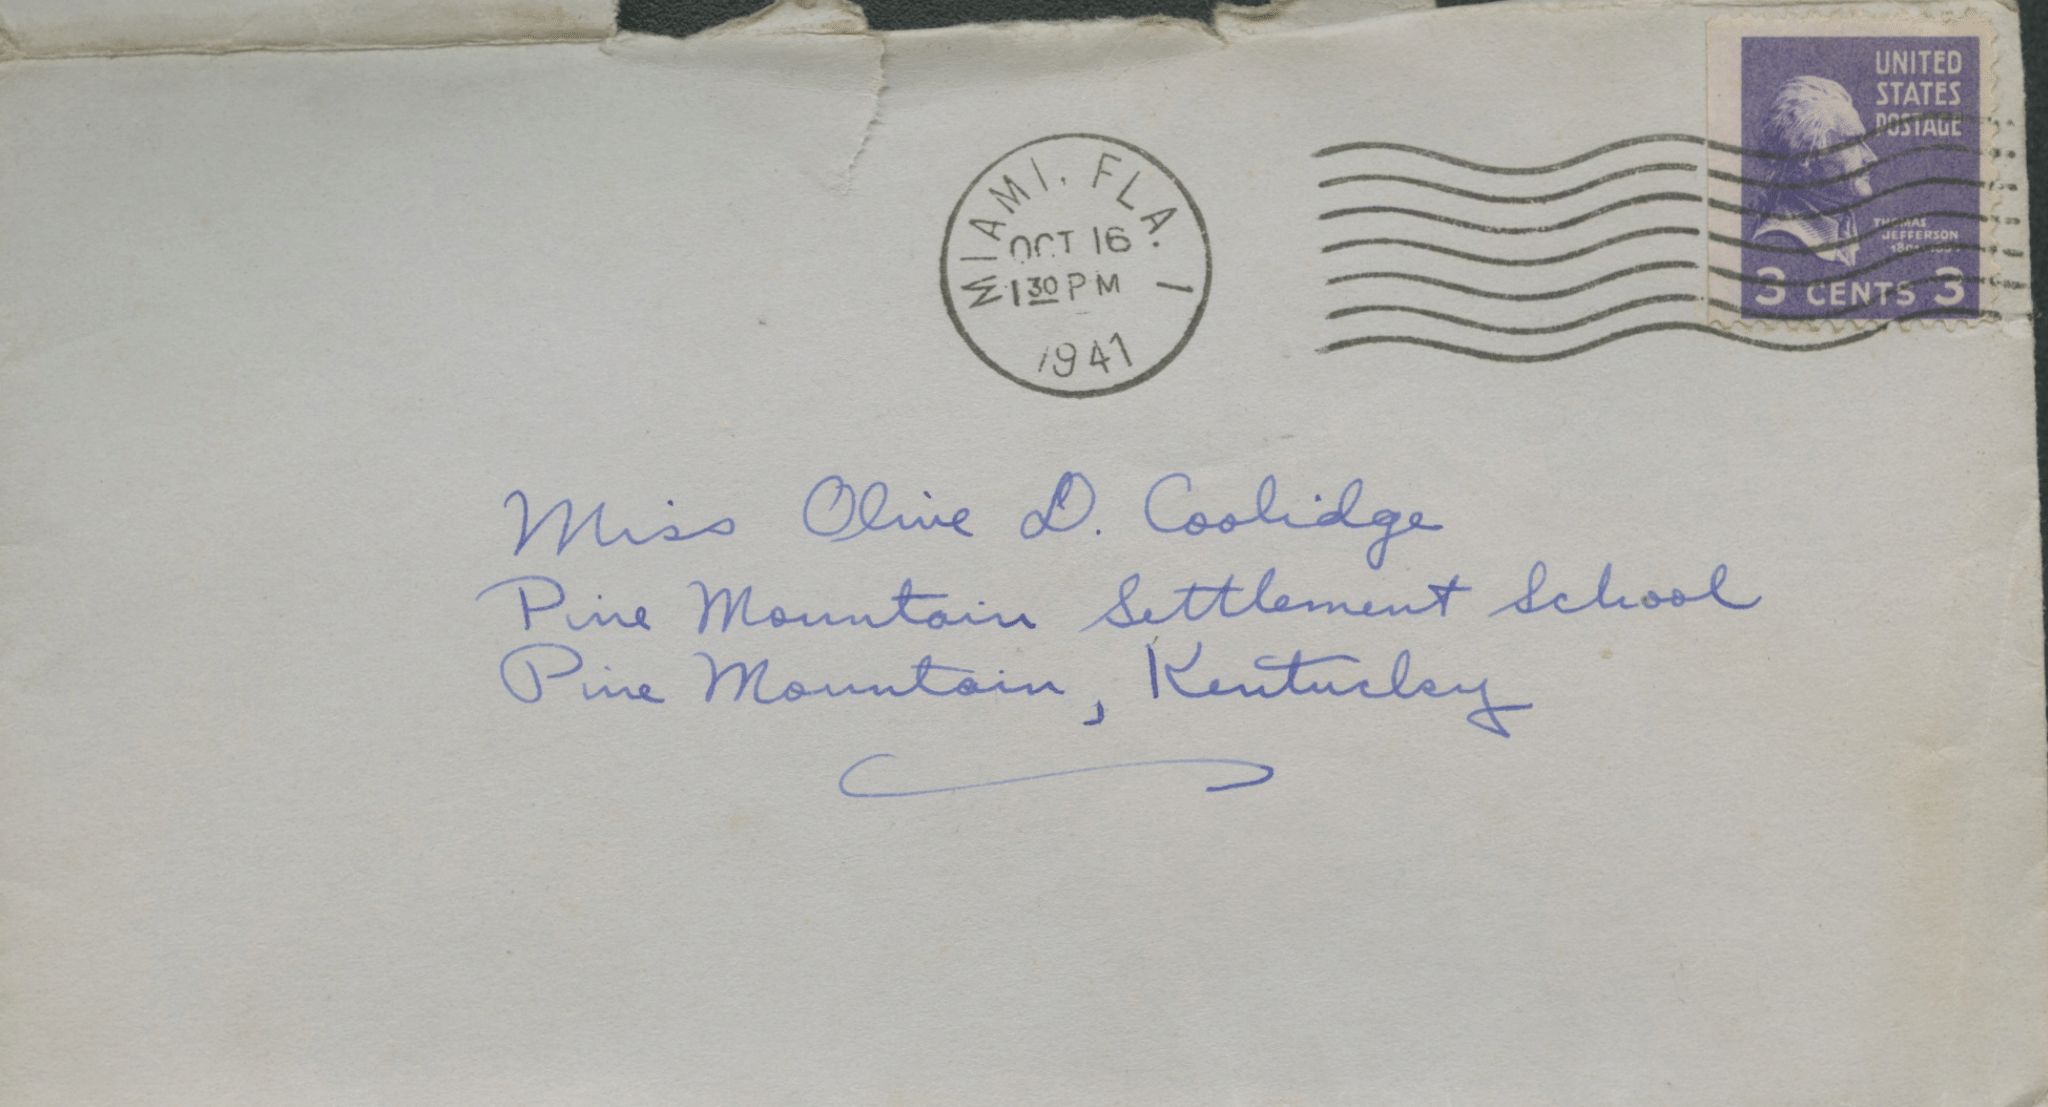 UNITED
STATES
POSTAGE
THOMAS
JEFFERSON
3 CENTS 3
MIAMI, FLA. 1
OCT 16
1 30 PM
1941
Miss Olive D. Coolidge
Pine Mountain Settlement School
Pine Mountain, Kentucky